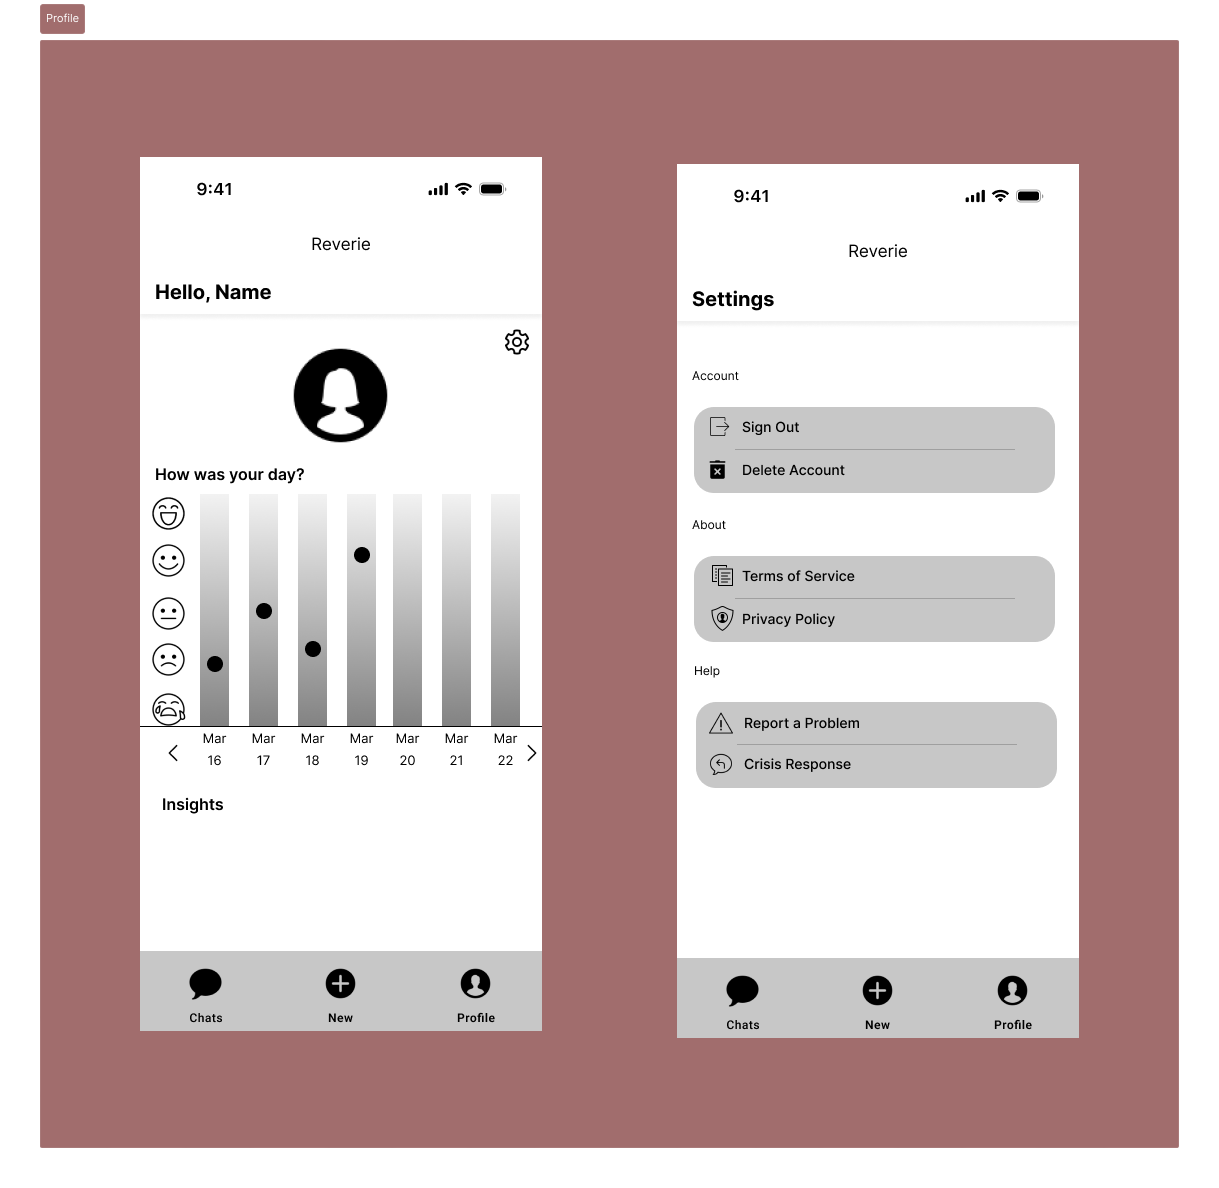 Profile
9:41
Reverie
Hello, Name
How was your day?
Mar 16
Mar 17
Mar 18
Mar 19
Mar 20
Mar 21
Mar 22
Insights
Chats
New
Profile
9:41
Reverie
Settings
Account
Sign Out
Delete Account
About
Terms of Service
Privacy Policy
Help
Report a Problem
Crisis Response
Chats
New
Profile